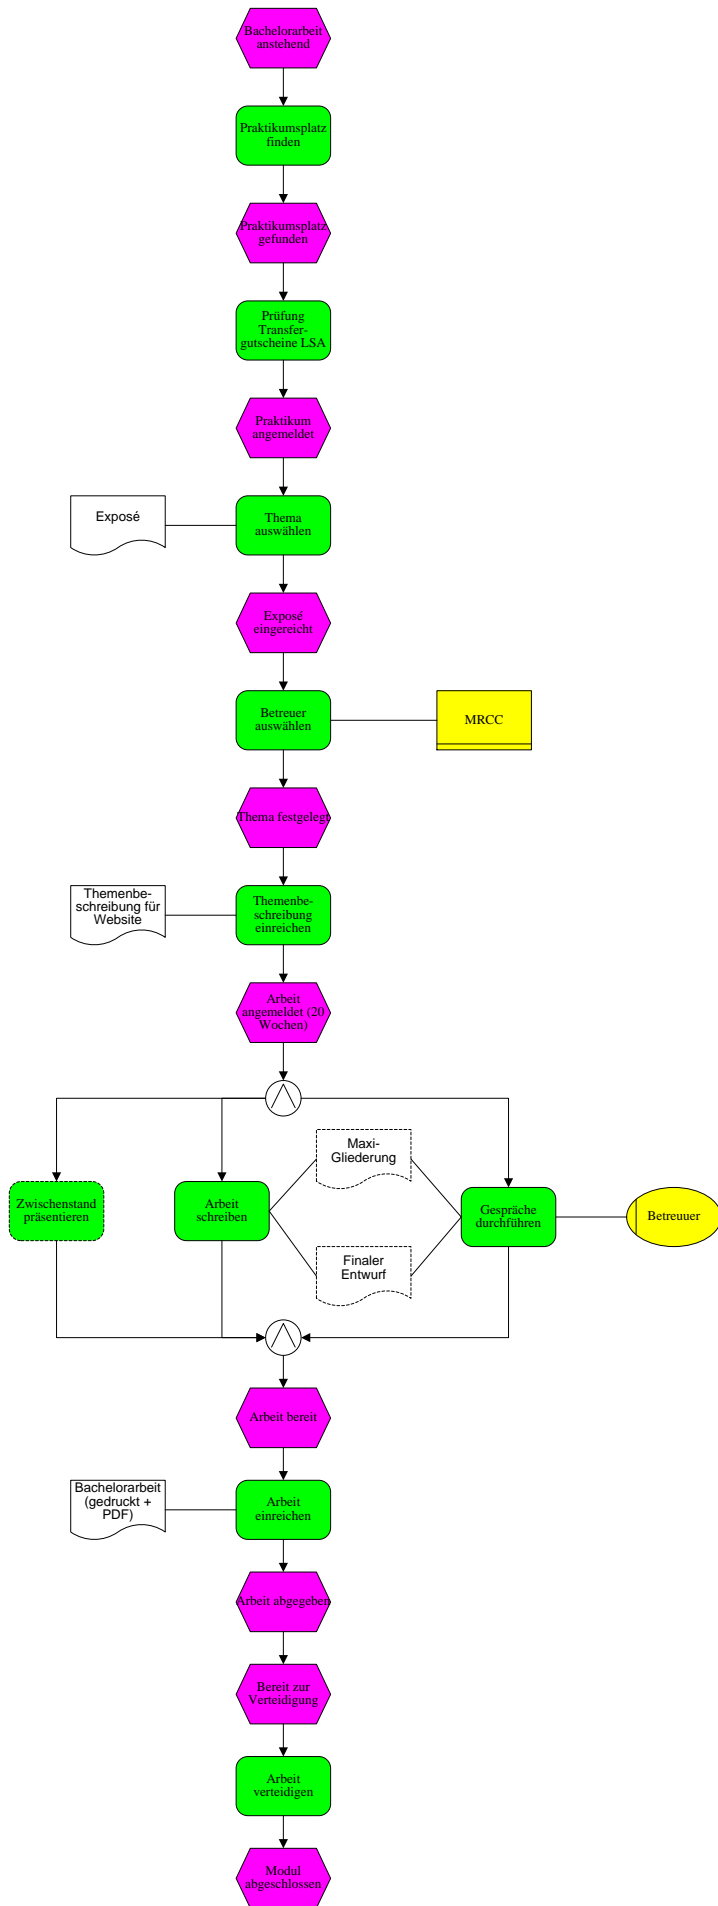 Bachelorarbeit
anstehend
Praktikumsplatz
finden
Praktikumsplatz
gefunden
Prüfung
Transfer-
gutscheine LSA
Praktikum
angemeldet
Exposé
Thema
auswählen
Exposé
eingereicht
Betreuer
auswählen
MRCC
Thema festgelegt
Themenbe-
schreibung für
Website
Themenbe-
schreibung
einreichen
Arbeit
angemeldet (20
Wochen)
Zwischenstand
präsentieren
Arbeit
schreiben
Maxi-
Gliederung
Finaler
Entwurf
Gespräche
durchführen
Betreuuer
Arbeit bereit
Bachelorarbeit
(gedruckt +
PDF)
Arbeit
einreichen
Arbeit abgegeben
Bereit zur
Verteidigung
Arbeit
verteidigen
Modul
abgeschlossen